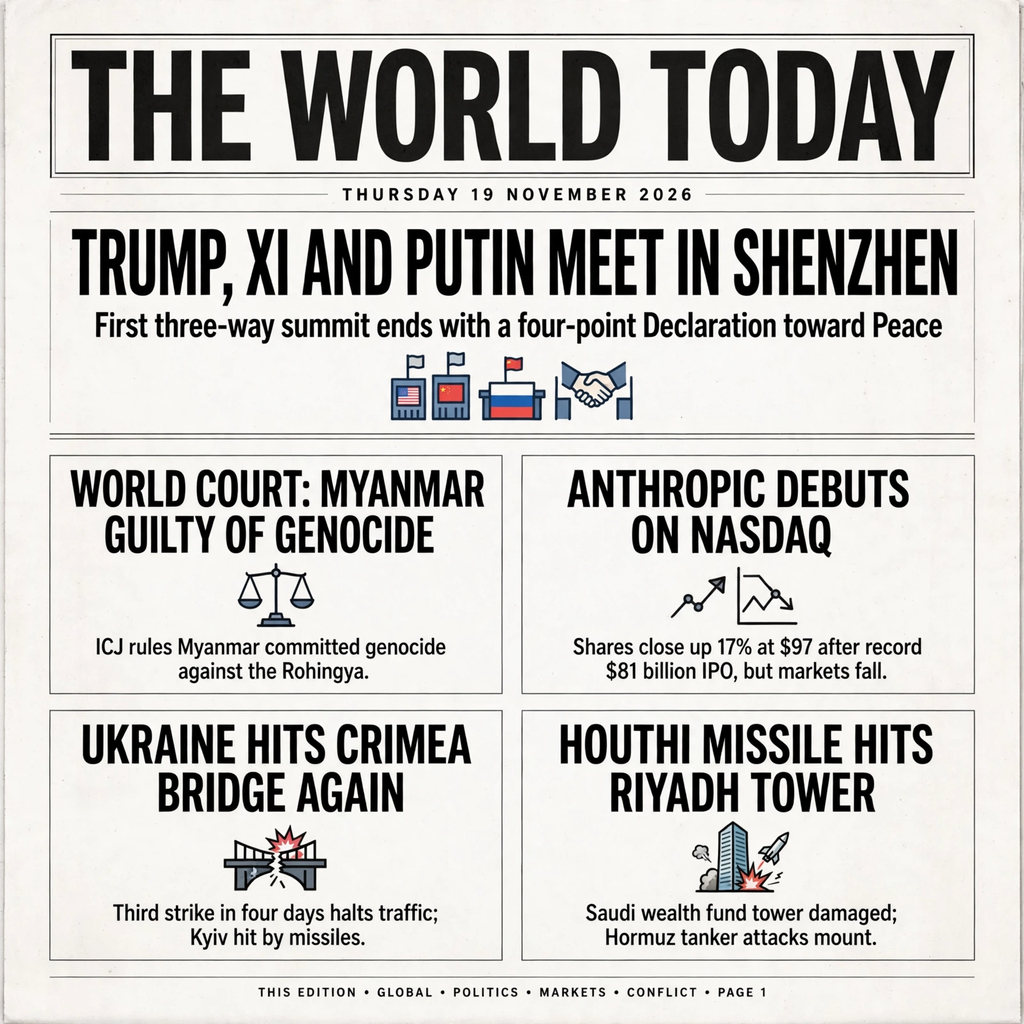 THE WORLD TODAY
THURSDAY 19 NOVEMBER 2026
TRUMP, XI AND PUTIN MEET IN SHENZHEN
First three-way summit ends with a four-point Declaration toward Peace
WORLD COURT: MYANMAR
GUILTY OF GENOCIDE
ICJ rules Myanmar committed genocide
against the Rohingya.
ANTHROPIC DEBUTS
ON NASDAQ
Shares close up 17% at $97 after record
$81 billion IPO, but markets fall.
UKRAINE HITS CRIMEA
BRIDGE AGAIN
Third strike in four days halts traffic;
Kyiv hit by missiles.
HOUTHI MISSILE HITS
RIYADH TOWER
Saudi wealth fund tower damaged;
Hormuz tanker attacks mount.
THIS EDITION • GLOBAL • POLITICS • MARKETS • CONFLICT • PAGE 1